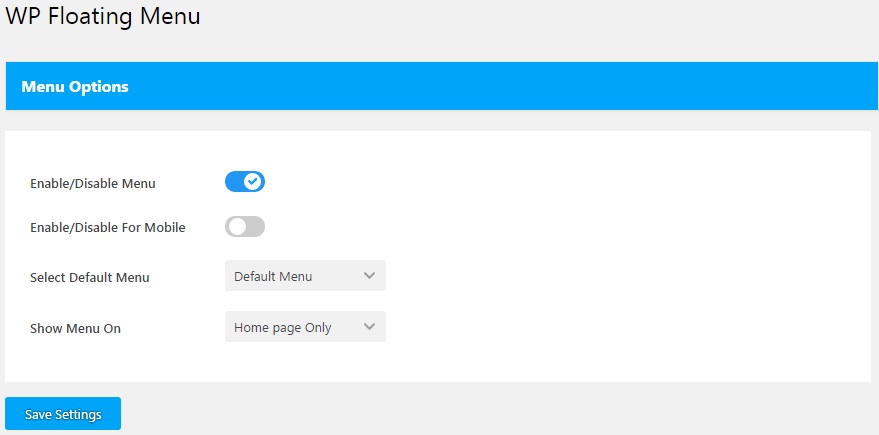 WP Floating Menu
Menu Options
Enable/Disable Menu
Enable/Disable For Mobile
Select Default Menu
Default Menu
Show Menu On
Home page Only
Save Settings